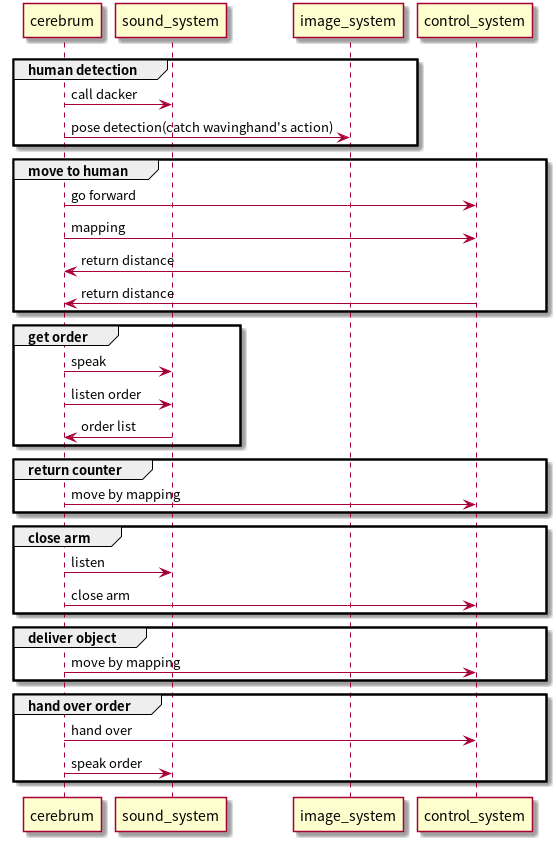 cerebrum sound_system image_system control_system
human detection
call dacker
pose detection(catch wavinghand's action)
move to human
go forward
mapping
return distance
return distance
get order
speak
listen order
order list
return counter
move by mapping
close arm
listen
close arm
deliver object
move by mapping
hand over order
hand over
speak order
cerebrum sound_system image_system control_system